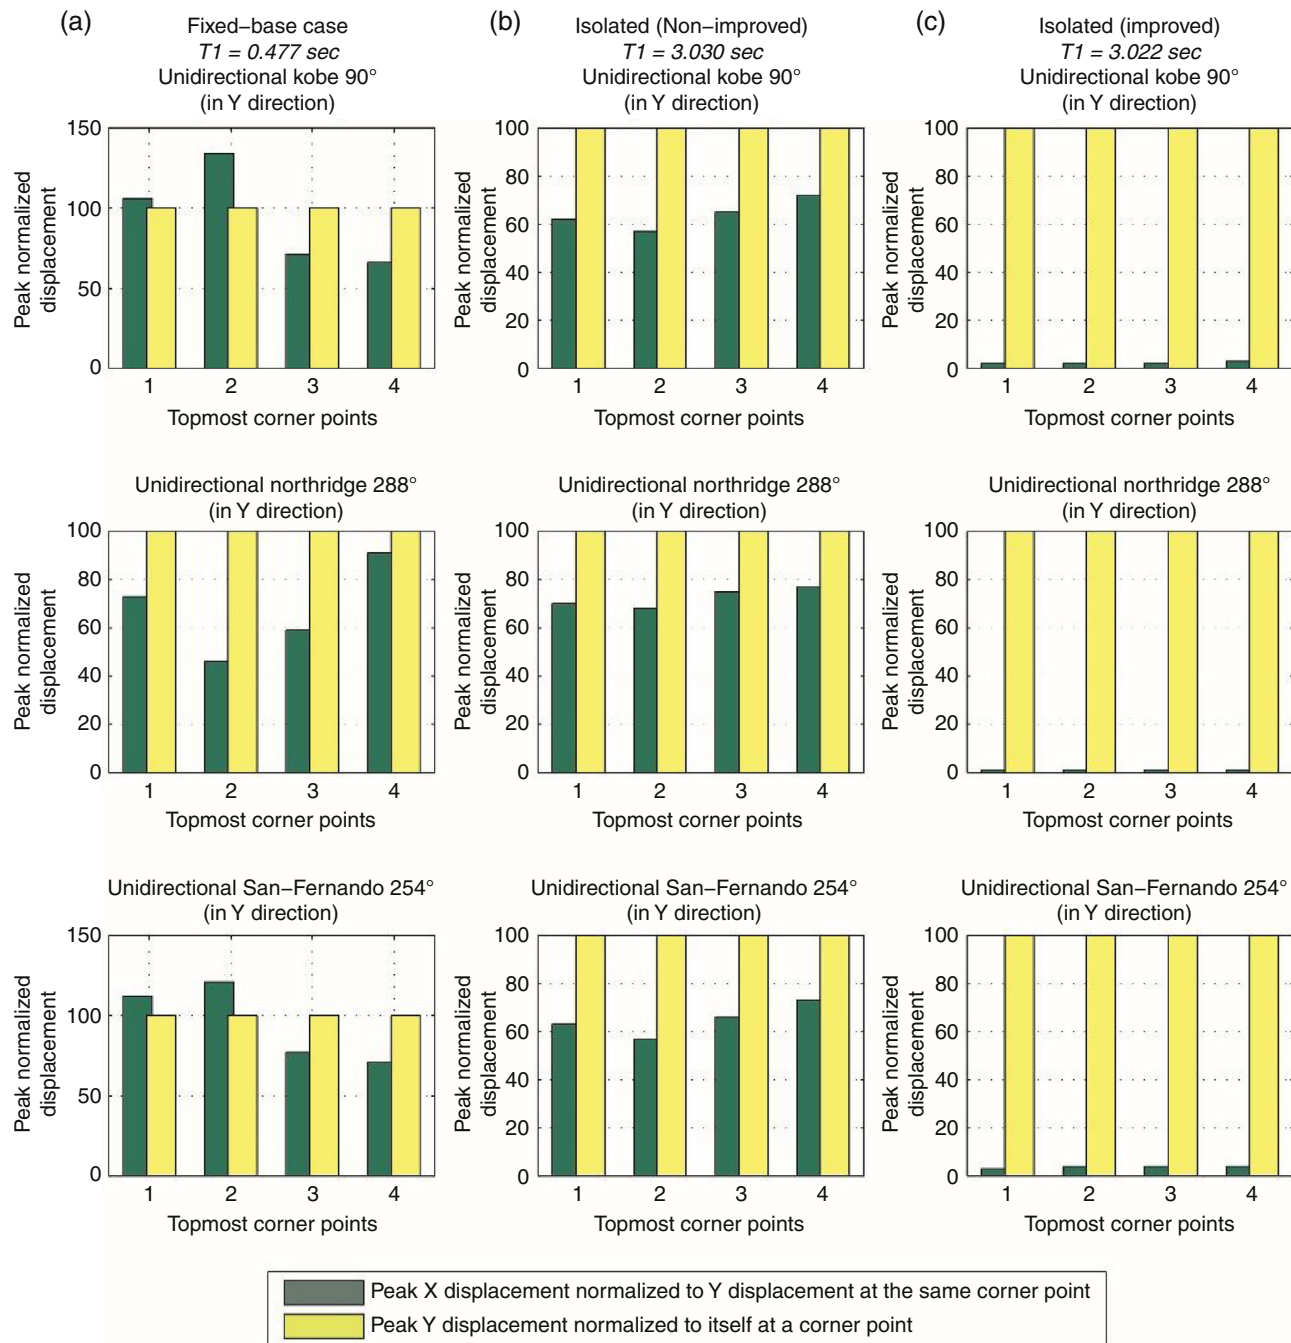 (a)
Fixed–base case
T1 = 0.477 sec
Unidirectional kobe 90°
(in Y direction)
150
100
50
0
Peak normalized
displacement
1 2 3 4
Topmost corner points
(b)
Isolated (Non–improved)
T1 = 3.030 sec
Unidirectional kobe 90°
(in Y direction)
100
80
60
40
20
0
Peak normalized
displacement
1 2 3 4
Topmost corner points
(c)
Isolated (improved)
T1 = 3.022 sec
Unidirectional kobe 90°
(in Y direction)
100
80
60
40
20
0
Peak normalized
displacement
1 2 3 4
Topmost corner points
Unidirectional northridge 288°
(in Y direction)
100
80
60
40
20
0
Peak normalized
displacement
1 2 3 4
Topmost corner points
Unidirectional northridge 288°
(in Y direction)
100
80
60
40
20
0
Peak normalized
displacement
1 2 3 4
Topmost corner points
Unidirectional northridge 288°
(in Y direction)
100
80
60
40
20
0
Peak normalized
displacement
1 2 3 4
Topmost corner points
Unidirectional San–Fernando 254°
(in Y direction)
150
100
50
0
Peak normalized
displacement
1 2 3 4
Topmost corner points
Unidirectional San–Fernando 254°
(in Y direction)
100
80
60
40
20
0
Peak normalized
displacement
1 2 3 4
Topmost corner points
Unidirectional San–Fernando 254°
(in Y direction)
100
80
60
40
20
0
Peak normalized
displacement
1 2 3 4
Topmost corner points
Peak X displacement normalized to Y displacement at the same corner point
Peak Y displacement normalized to itself at a corner point